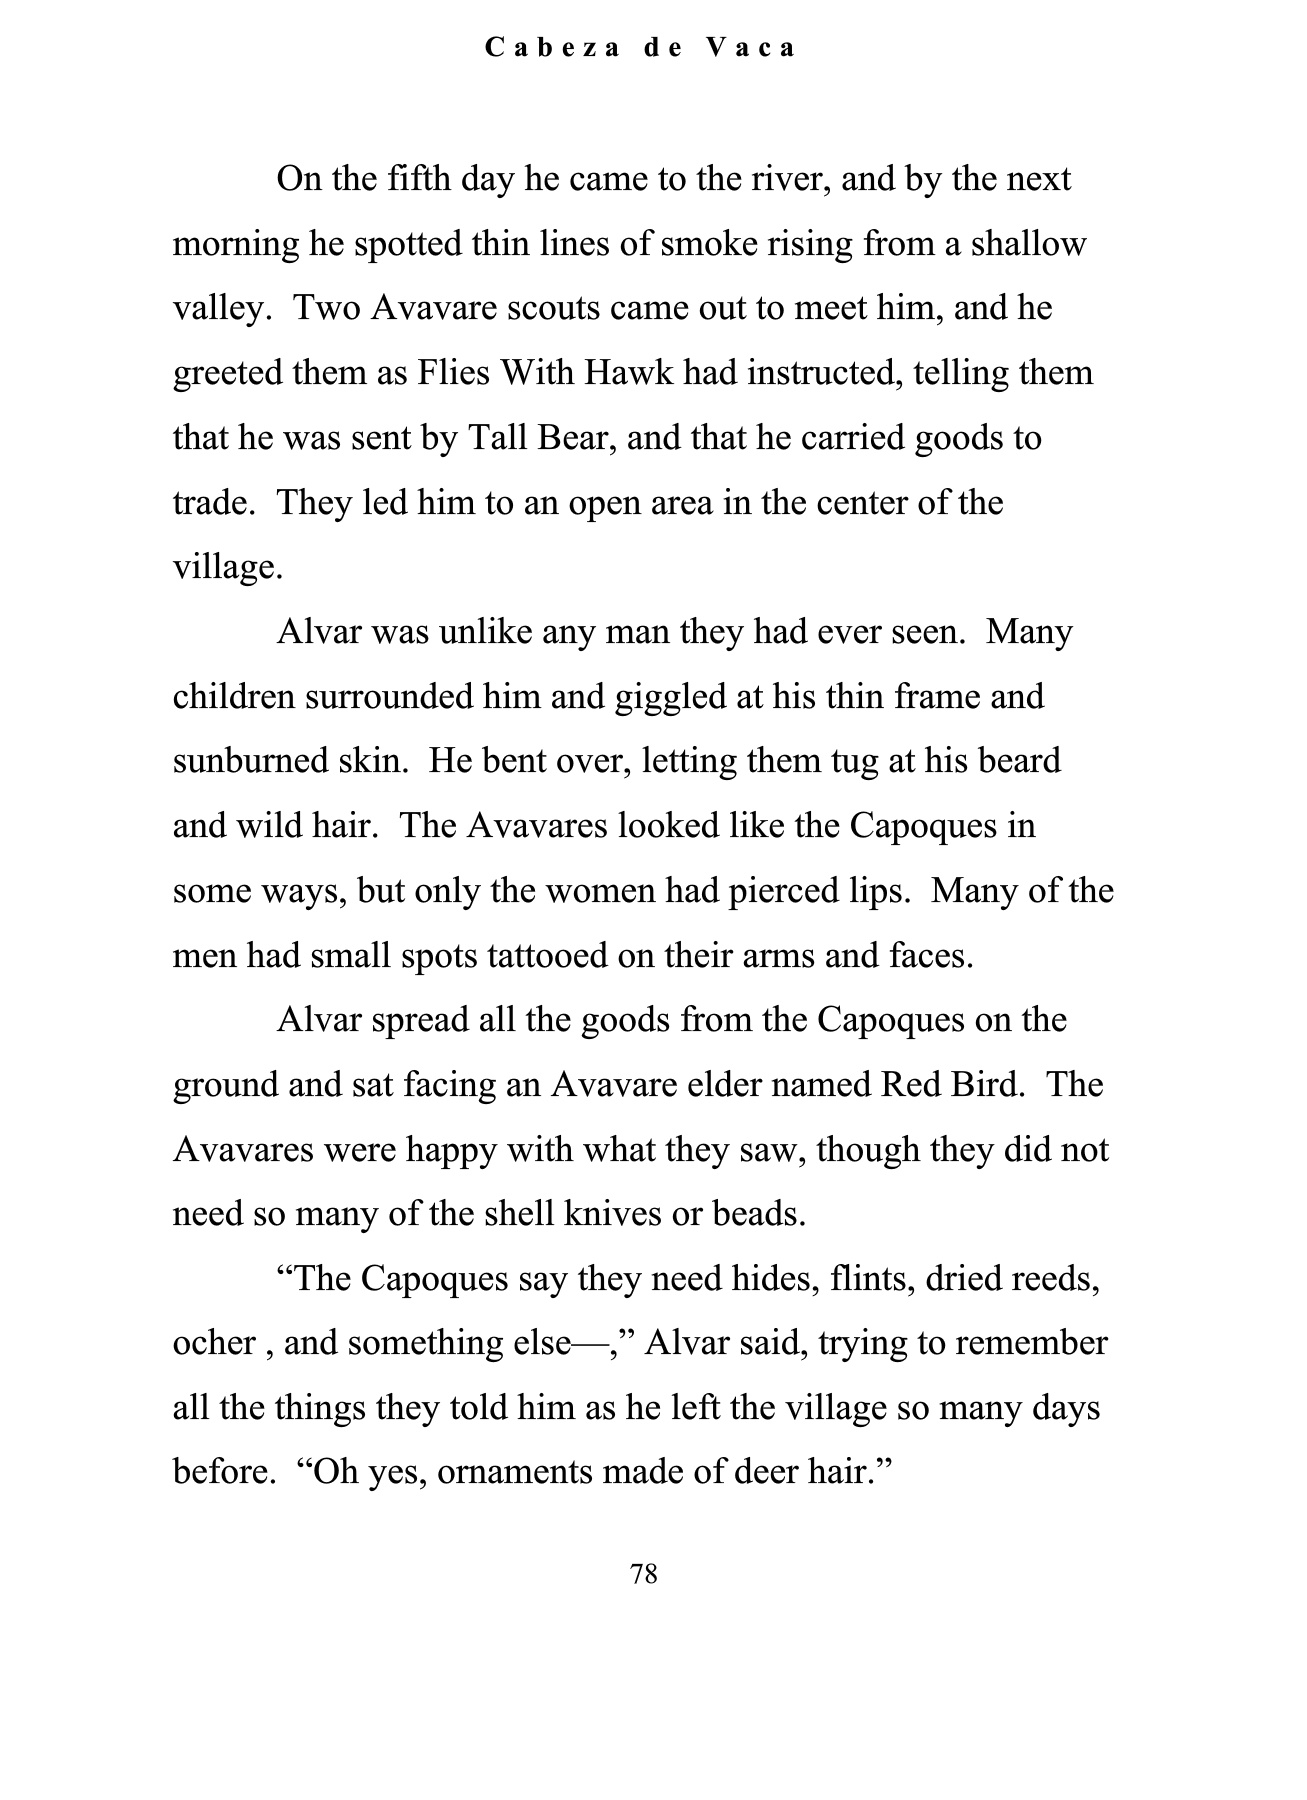 Cabeza de Vaca
On the fifth day he came to the river, and by the next
morning he spotted thin lines of smoke rising from a shallow
valley.  Two Avavare scouts came out to meet him, and he
greeted them as Flies With Hawk had instructed, telling them
that he was sent by Tall Bear, and that he carried goods to
trade.  They led him to an open area in the center of the
village.
Alvar was unlike any man they had ever seen.  Many
children surrounded him and giggled at his thin frame and
sunburned skin.  He bent over, letting them tug at his beard
and wild hair.  The Avavares looked like the Capoques in
some ways, but only the women had pierced lips.  Many of the
men had small spots tattooed on their arms and faces.
Alvar spread all the goods from the Capoques on the
ground and sat facing an Avavare elder named Red Bird.  The
Avavares were happy with what they saw, though they did not
need so many of the shell knives or beads.
“The Capoques say they need hides, flints, dried reeds,
ocher , and something else—,” Alvar said, trying to remember
all the things they told him as he left the village so many days
before.  “Oh yes, ornaments made of deer hair.”
78